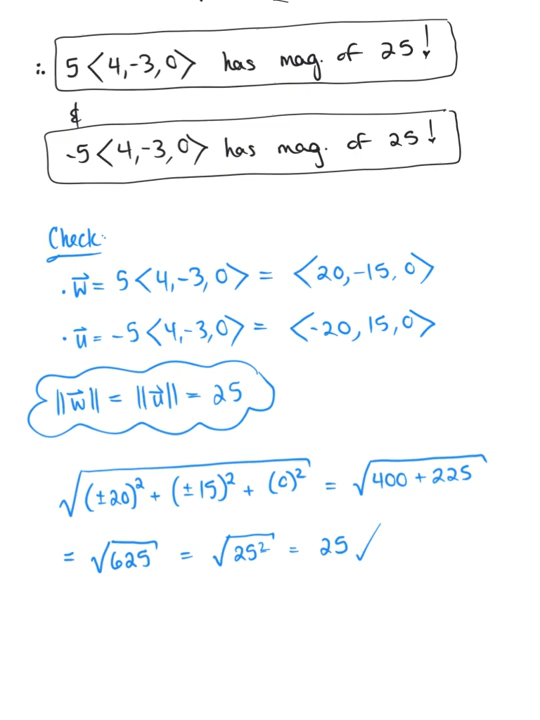 ∴ 5<4,-3,0> has mag. of 25!
&
-5<4,-3,0> has mag. of 25!
Check:
· w⃗ = 5<4,-3,0> = <20,-15,0>
· u⃗ = -5<4,-3,0> = <-20,15,0>
||w⃗|| = ||u⃗|| = 25
√((±20)² + (±15)² + (0)²) = √(400 + 225)
= √625 = √25² = 25 ✓